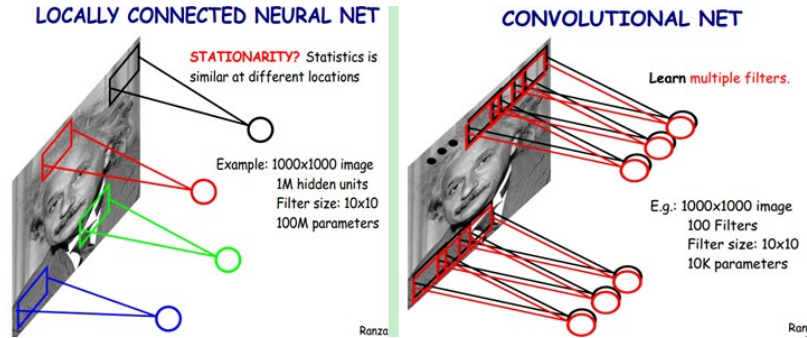 LOCALLY CONNECTED NEURAL NET
STATIONARITY? Statistics is
similar at different locations
Example: 1000x1000 image
1M hidden units
Filter size: 10x10
100M parameters
Ranza
CONVOLUTIONAL NET
Learn multiple filters.
E.g.: 1000x1000 image
100 Filters
Filter size: 10x10
10K parameters
Ran